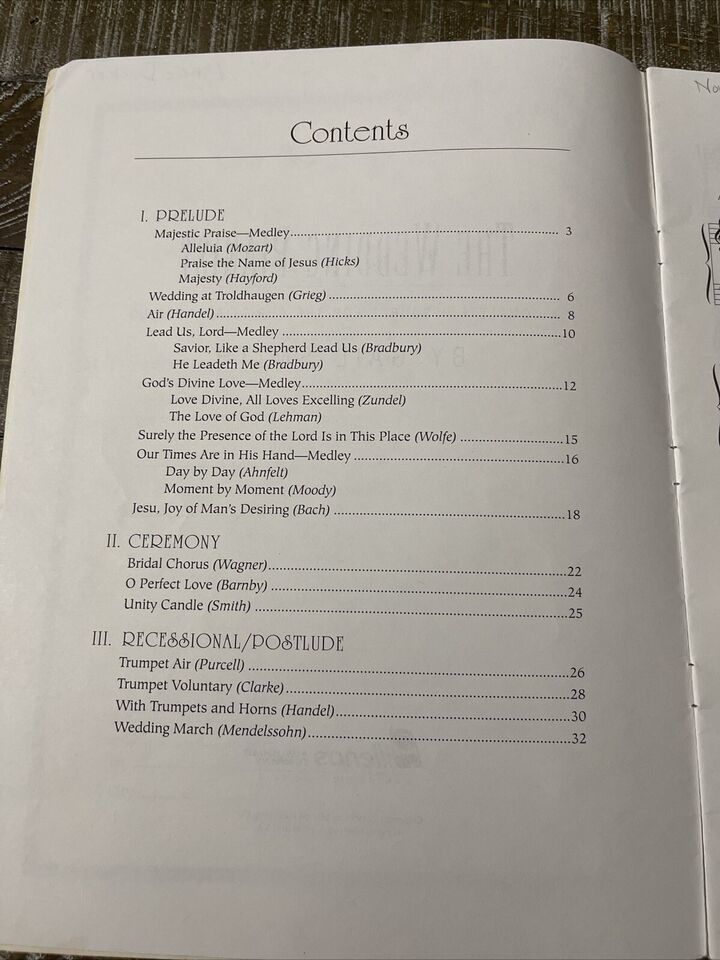 Contents
I. PRELUDE
Majestic Praise—Medley................................................................ 3
Alleluia (Mozart)
Praise the Name of Jesus (Hicks)
Majesty (Hayford)
Wedding at Troldhaugen (Grieg) ........................................................ 6
Air (Handel)................................................................................ 8
Lead Us, Lord—Medley ................................................................10
Savior, Like a Shepherd Lead Us (Bradbury)
He Leadeth Me (Bradbury)
God's Divine Love—Medley............................................................12
Love Divine, All Loves Excelling (Zundel)
The Love of God (Lehman)
Surely the Presence of the Lord Is in This Place (Wolfe) .........................15
Our Times Are in His Hand—Medley ..................................................16
Day by Day (Ahnfelt)
Moment by Moment (Moody)
Jesu, Joy of Man's Desiring (Bach) ....................................................18
II. CEREMONY
Bridal Chorus (Wagner)..................................................................22
O Perfect Love (Barnby) ................................................................24
Unity Candle (Smith) ....................................................................25
III. RECESSIONAL/POSTLUDE
Trumpet Air (Purcell) ....................................................................26
Trumpet Voluntary (Clarke)..............................................................28
With Trumpets and Horns (Handel)....................................................30
Wedding March (Mendelssohn)..........................................................32